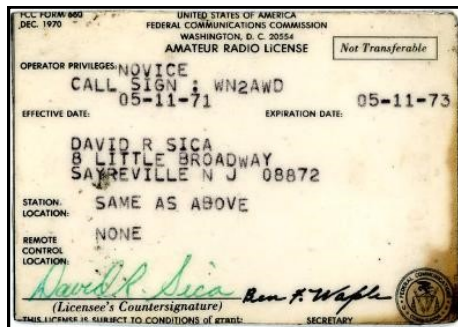 FCC FORM 660
DEC. 1970
UNITED STATES OF AMERICA
FEDERAL COMMUNICATIONS COMMISSION
WASHINGTON, D. C. 20554
AMATEUR RADIO LICENSE
Not Transferable
OPERATOR PRIVILEGES: NOVICE
CALL SIGN : WN2AWD
05-11-71 05-11-73
EFFECTIVE DATE: EXPIRATION DATE:
DAVID R SICA
8 LITTLE BROADWAY
SAYREVILLE N J 08872
STATION LOCATION: SAME AS ABOVE
REMOTE CONTROL LOCATION: NONE
David R. Sica Ben F. Waple
(Licensee's Countersignature) SECRETARY
THIS LICENSE IS SUBJECT TO CONDITIONS of grant: